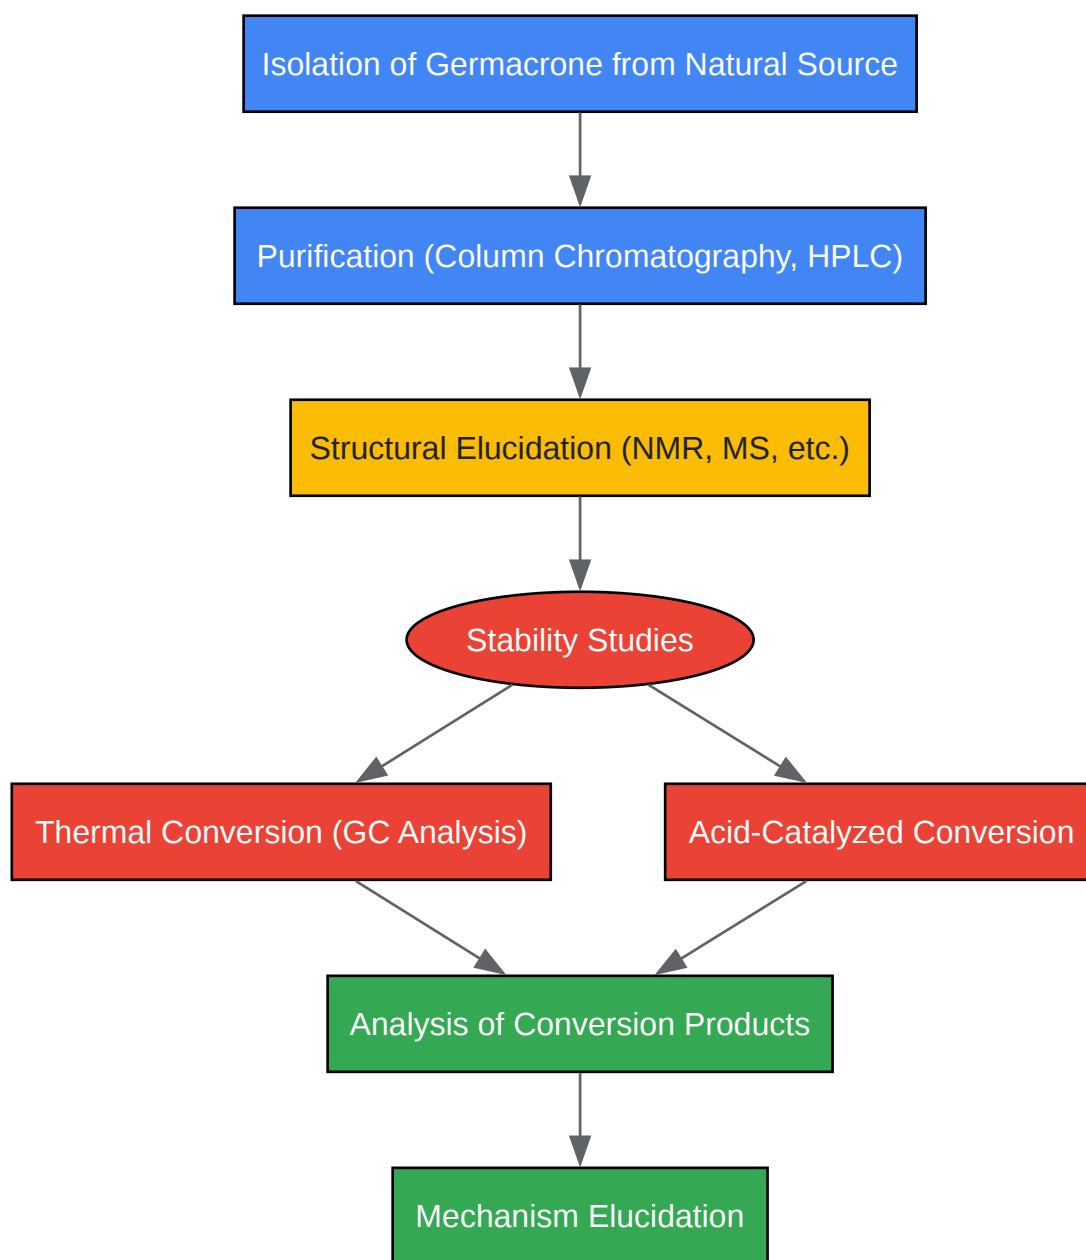 Isolation of Germacrone from Natural Source
Purification (Column Chromatography, HPLC)
Structural Elucidation (NMR, MS, etc.)
Stability Studies
Thermal Conversion (GC Analysis)
Acid-Catalyzed Conversion
Analysis of Conversion Products
Mechanism Elucidation